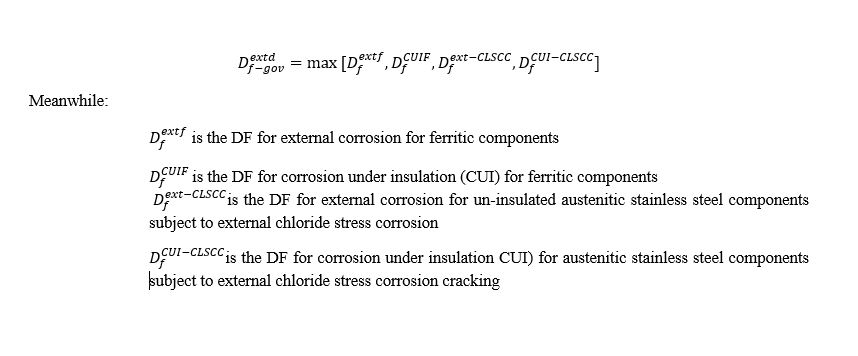 D_{f-gov}^{extd} = max [D_f^{extf}, D_f^{CUIF}, D_f^{ext-CLSCC}, D_f^{CUI-CLSCC}]
Meanwhile:
D_f^{extf} is the DF for external corrosion for ferritic components
D_f^{CUIF} is the DF for corrosion under insulation (CUI) for ferritic components
D_f^{ext-CLSCC} is the DF for external corrosion for un-insulated austenitic stainless steel components
subject to external chloride stress corrosion
D_f^{CUI-CLSCC} is the DF for corrosion under insulation CUI) for austenitic stainless steel components
subject to external chloride stress corrosion cracking